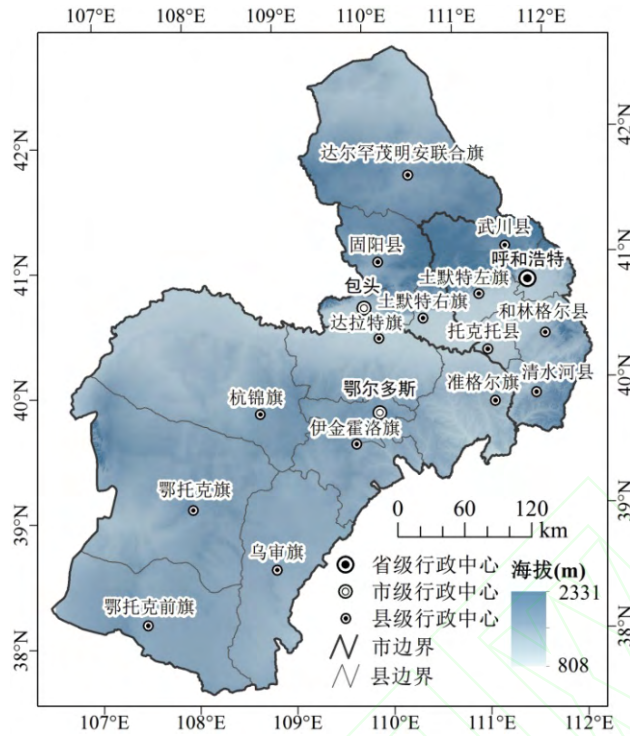 107°E 108°E 109°E 110°E 111°E 112°E
42°N
42°N
达尔罕茂明安联合旗
武川县
41°N
固阳县
呼和浩特
41°N
包头
土默特左旗
土默特右旗
和林格尔县
达拉特旗
托克托县
清水河县
40°N
鄂尔多斯
准格尔旗
40°N
杭锦旗
伊金霍洛旗
鄂托克旗
39°N
0 60 120
km
39°N
乌审旗
省级行政中心
海拔(m)
市级行政中心
2331
鄂托克前旗
县级行政中心
38°N
市边界
808
38°N
县边界
107°E 108°E 109°E 110°E 111°E 112°E